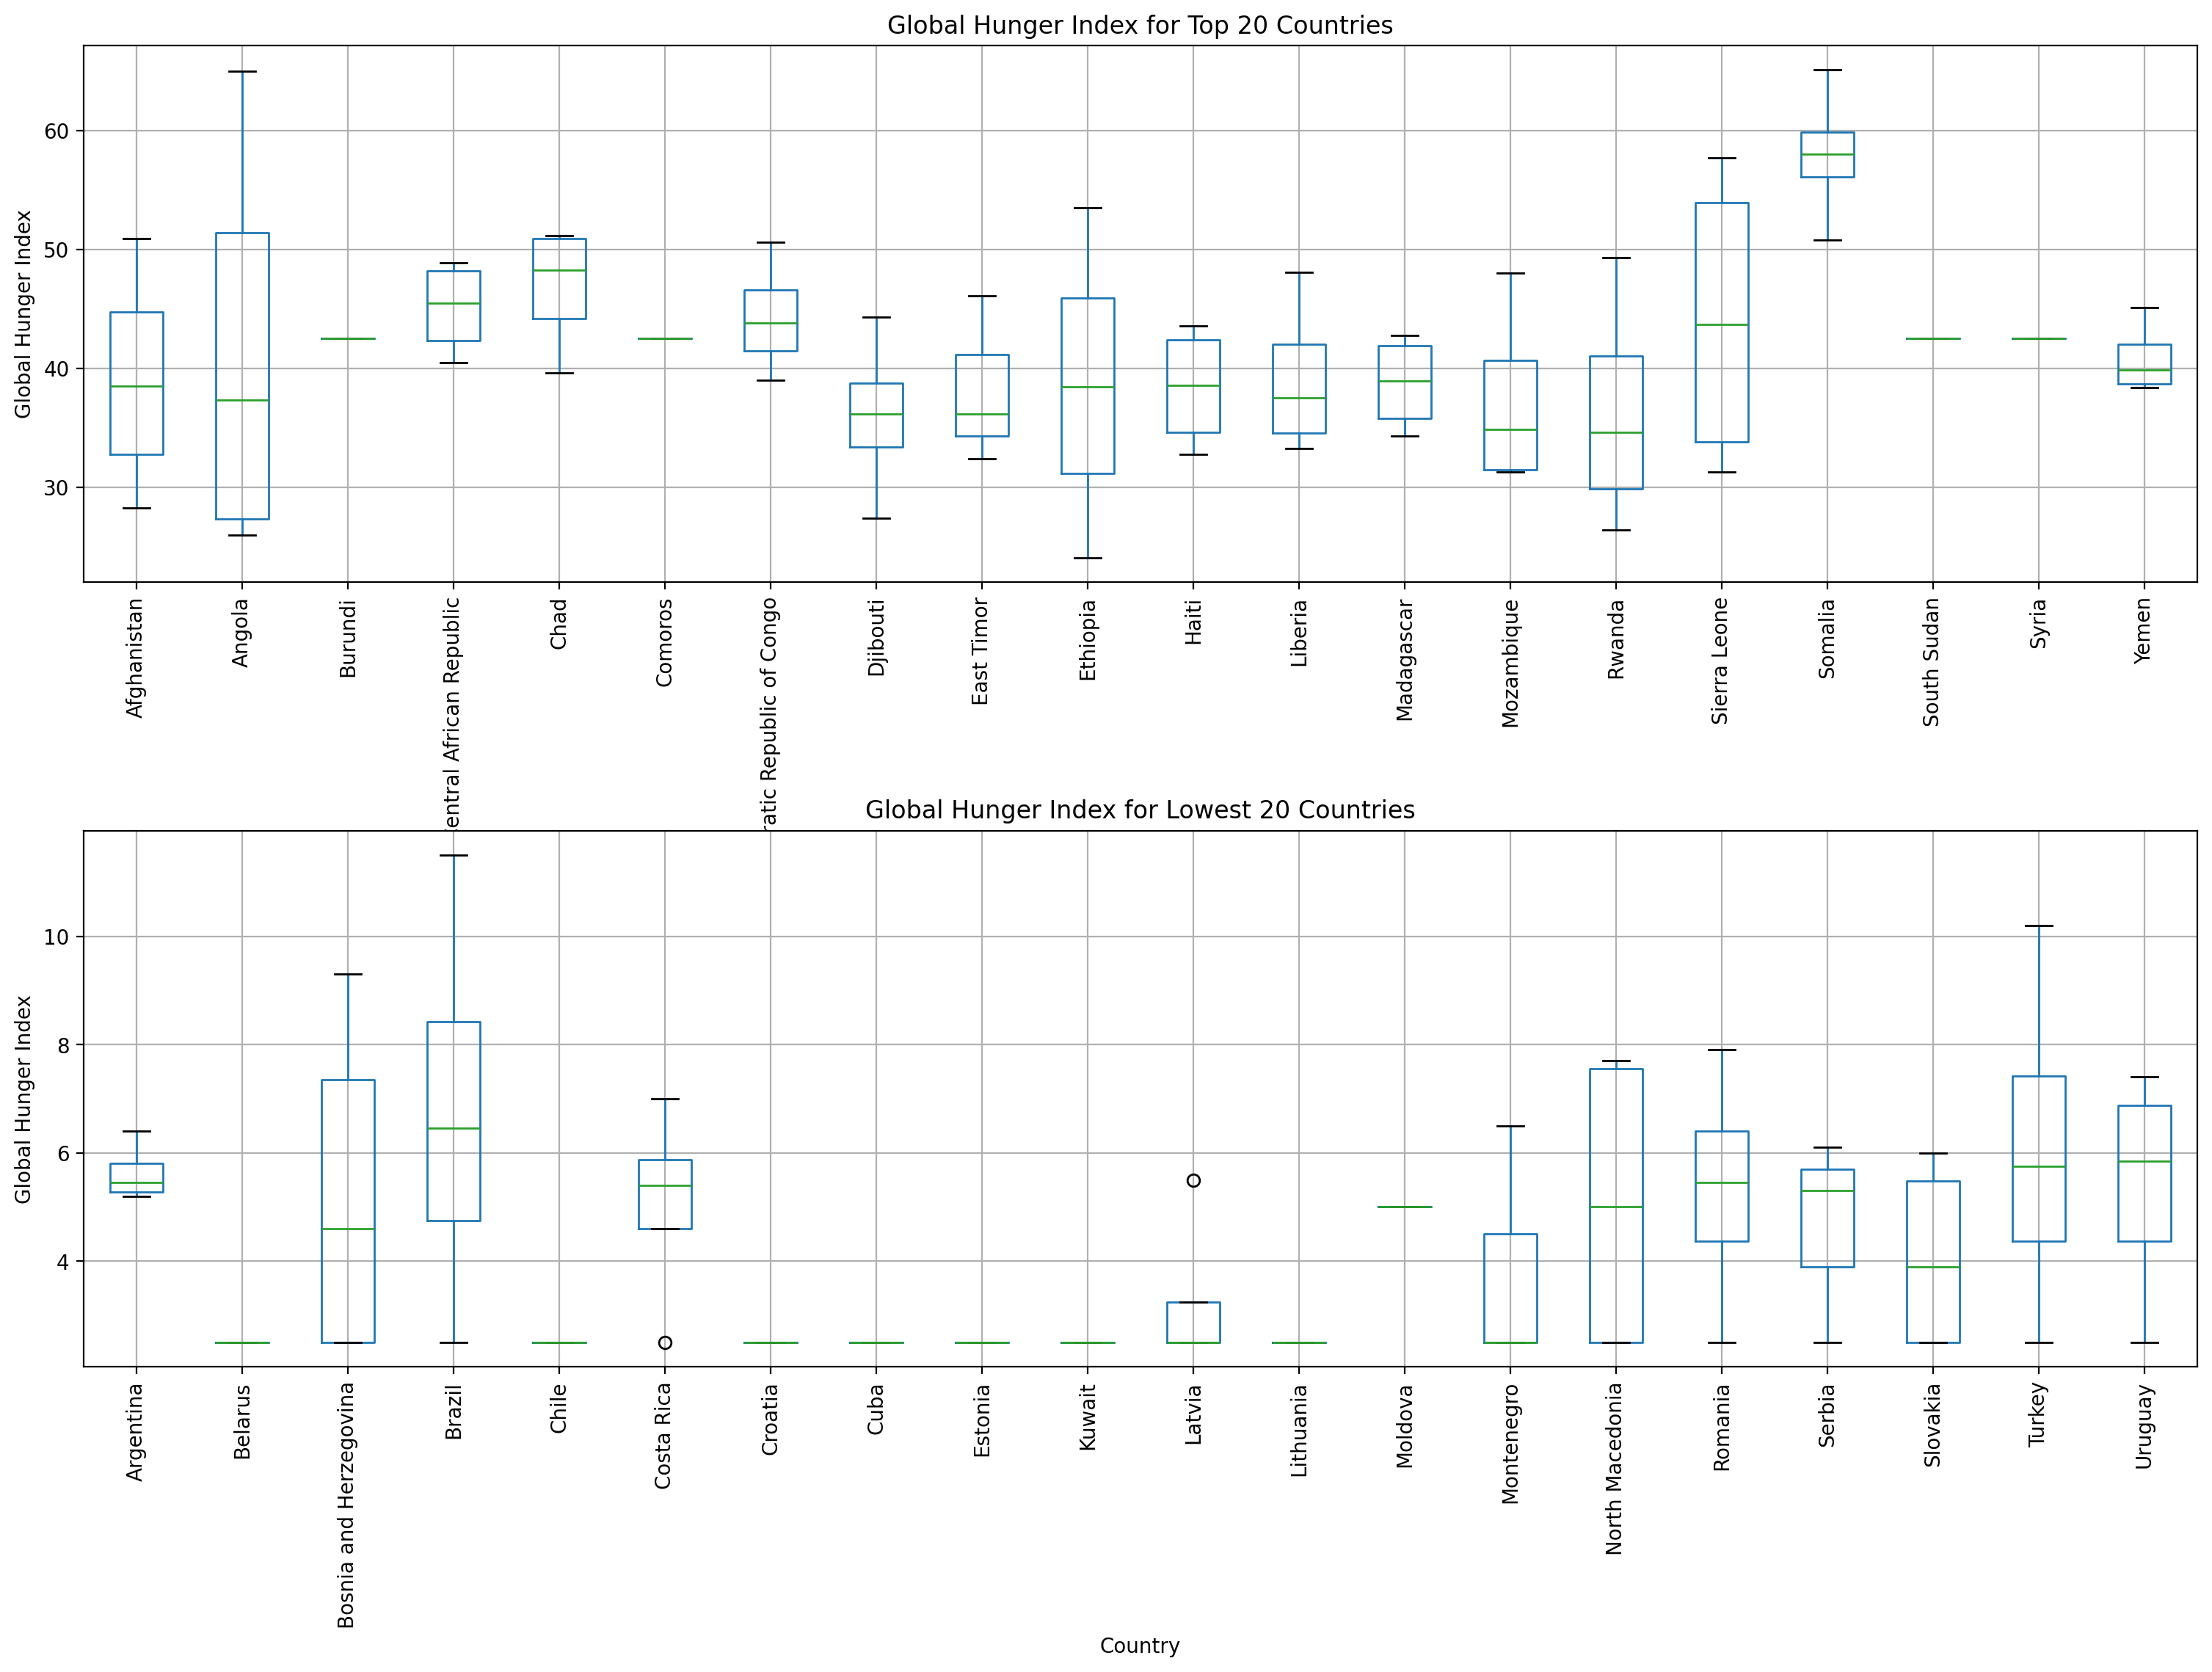 Global Hunger Index for Top 20 Countries
Global Hunger Index
60
50
40
30
Afghanistan
Angola
Burundi
entral African Republic
Chad
Comoros
ratic Republic of Congo
Djibouti
East Timor
Ethiopia
Haiti
Liberia
Madagascar
Mozambique
Rwanda
Sierra Leone
Somalia
South Sudan
Syria
Yemen
Global Hunger Index for Lowest 20 Countries
Global Hunger Index
10
8
6
4
Argentina
Belarus
Bosnia and Herzegovina
Brazil
Chile
Costa Rica
Croatia
Cuba
Estonia
Kuwait
Latvia
Lithuania
Moldova
Montenegro
North Macedonia
Romania
Serbia
Slovakia
Turkey
Uruguay
Country